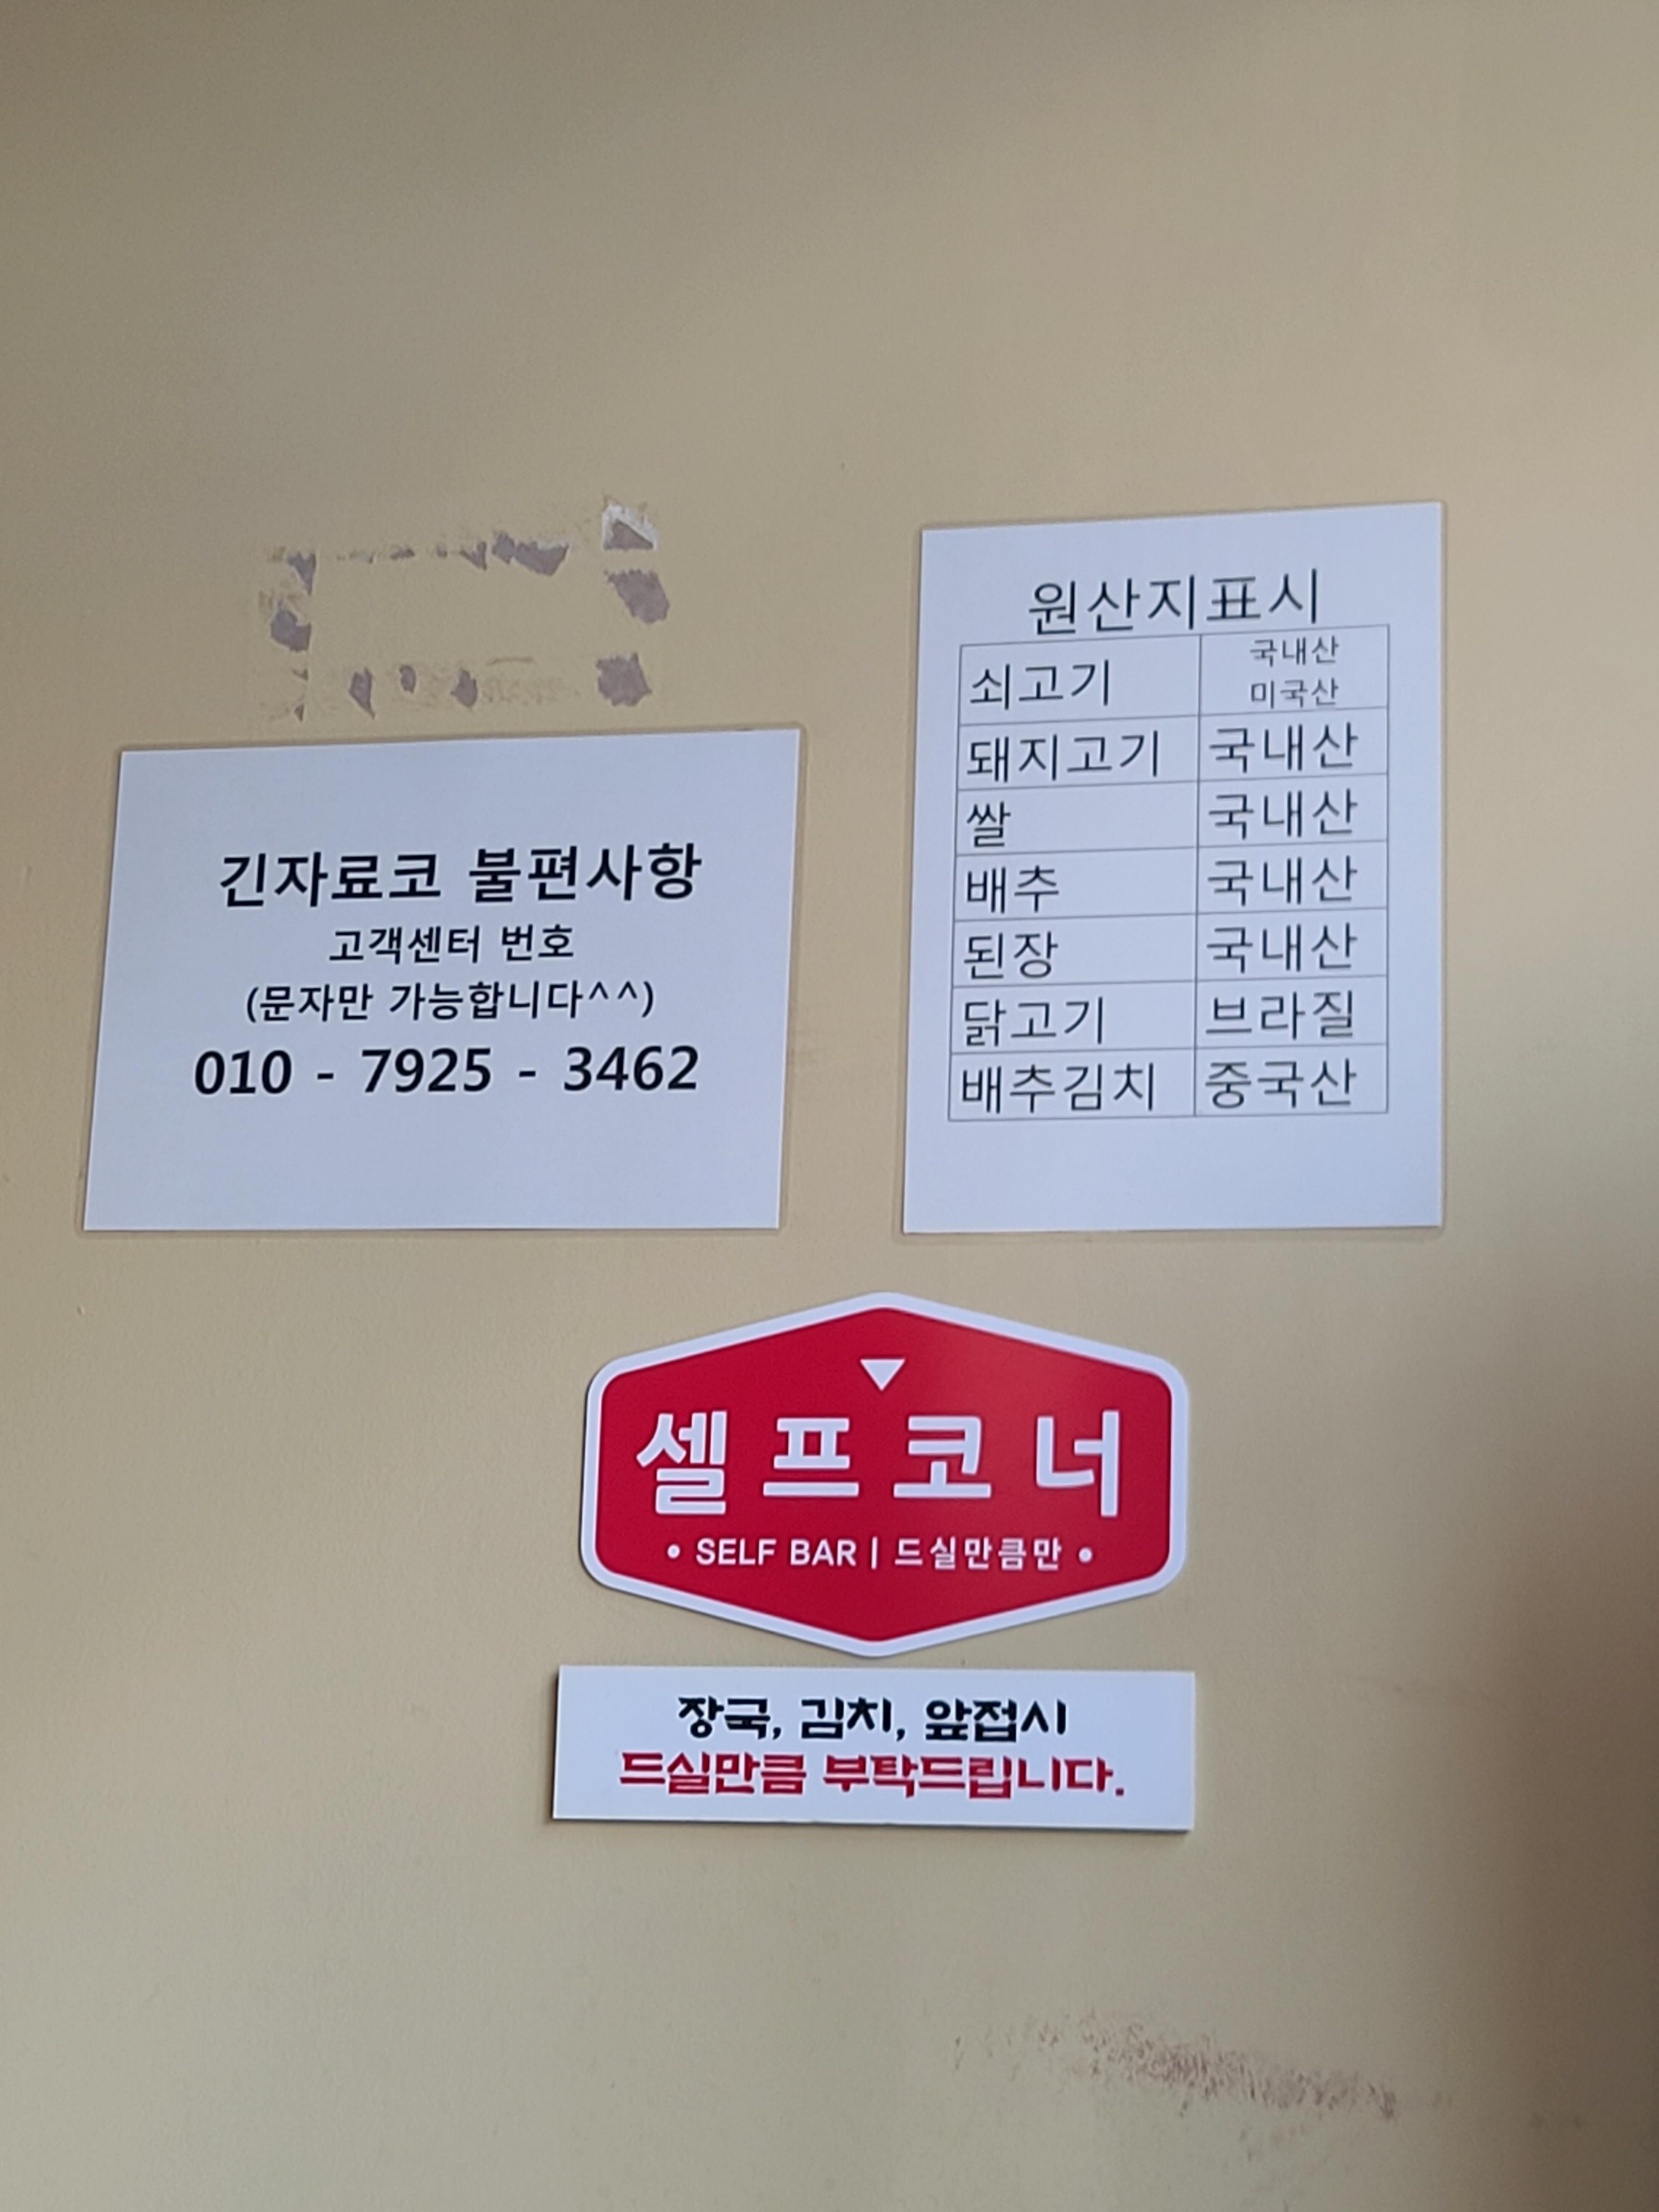 긴자료코 불편사항
고객센터 번호
(문자만 가능합니다^^)
010 - 7925 - 3462
원산지표시
쇠고기 국내산
미국산
돼지고기 국내산
쌀 국내산
배추 국내산
된장 국내산
닭고기 브라질
배추김치 중국산
셀프코너
• SELF BAR | 드실만큼만 •
장국, 김치, 앞접시
드실만큼 부탁드립니다.